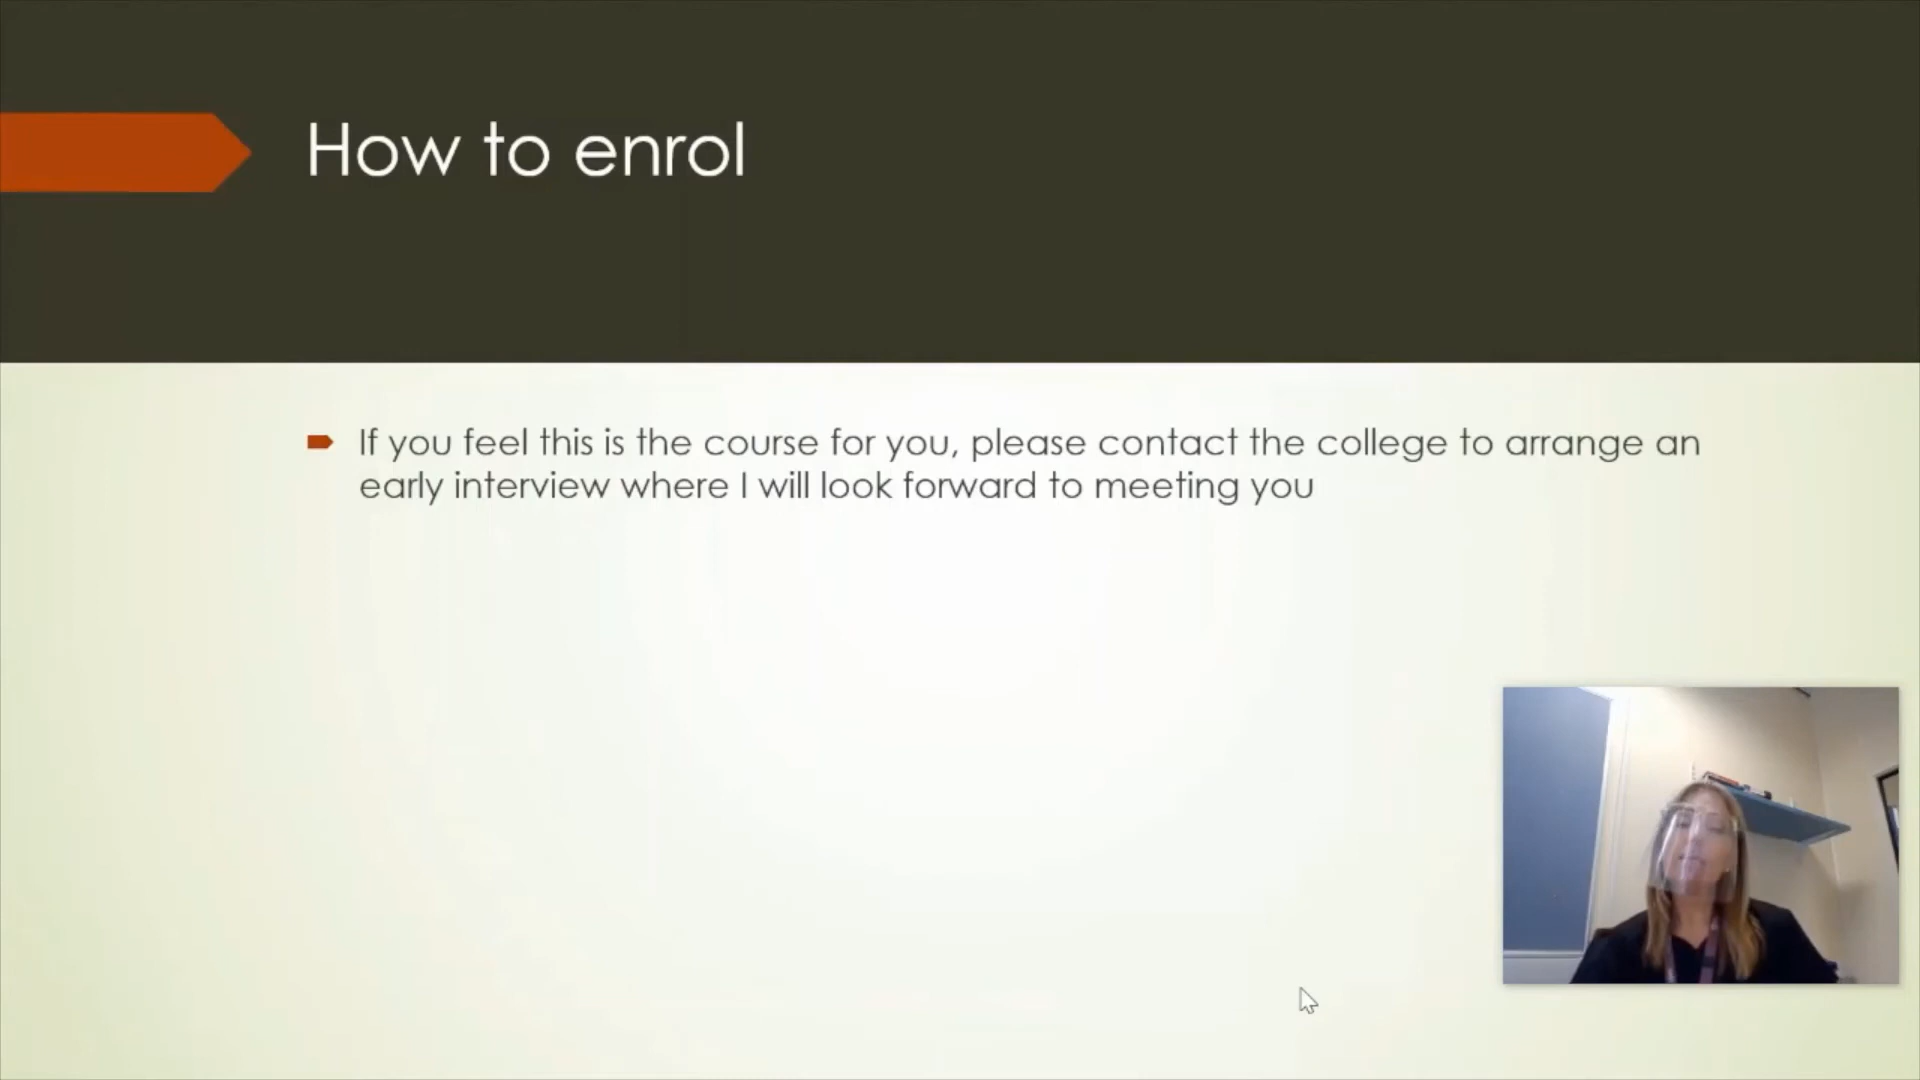 How to enrol
If you feel this is the course for you, please contact the college to arrange an
early interview where I will look forward to meeting you